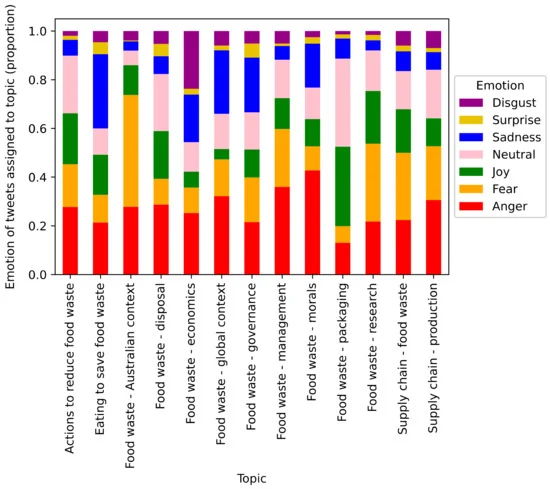 Emotion of tweets assigned to topic (proportion)
1.0
0.8
0.6
0.4
0.2
0.0
Actions to reduce food waste
Eating to save food waste
Food waste - Australian context
Food waste - disposal
Food waste - economics
Food waste - global context
Food waste - governance
Food waste - management
Food waste - morals
Food waste - packaging
Food waste - research
Supply chain - food waste
Supply chain - production
Topic
Emotion
Disgust
Surprise
Sadness
Neutral
Joy
Fear
Anger